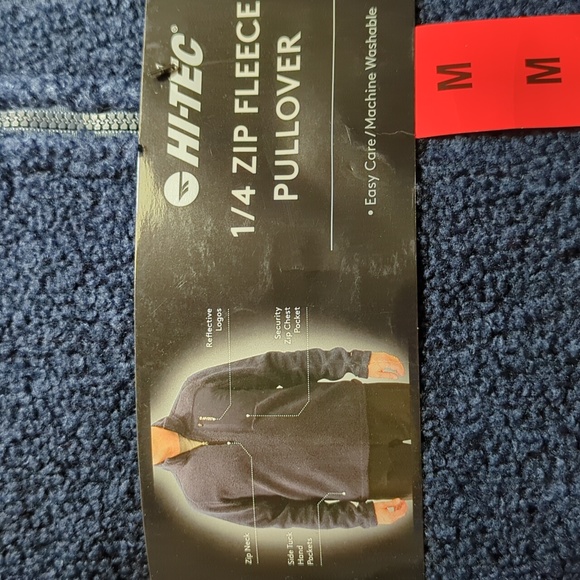 HI-TEC®
1/4 ZIP FLEECE
PULLOVER
• Easy Care/Machine Washable
Reflective
Logos
Security
Zip Chest
Pocket
Zip Neck
Side Tuck
Hand
Pockets
M
M